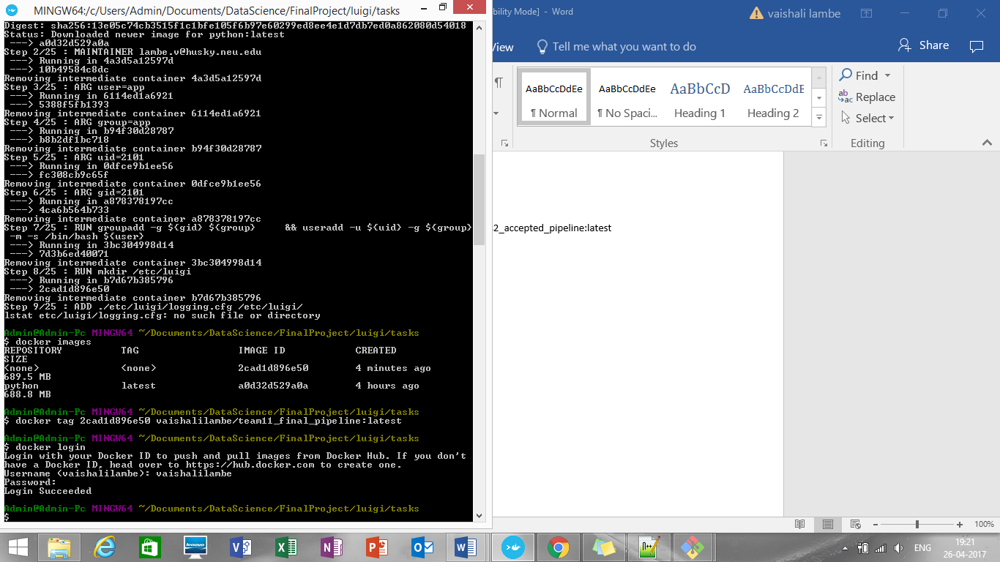 MINGW64:/c/Users/Admin/Documents/DataScience/FinalProject/luigi/tasks
Digest: sha256:13e05c74cb3515f1c1bfe105f6b97e60299ed8ee4e1d7db7ed0a862080d54018
Status: Downloaded newer image for python:latest
 ---> a0d32d529a0a
Step 2/25 : MAINTAINER lambe.v@husky.neu.edu
 ---> Running in 4a3d5a12597d
 ---> 10b49584c8dc
Removing intermediate container 4a3d5a12597d
Step 3/25 : ARG user=app
 ---> Running in 6114ed1a6921
 ---> 5388f5fb1393
Removing intermediate container 6114ed1a6921
Step 4/25 : ARG group=app
 ---> Running in b94f30d28787
 ---> b8b2df1bc718
Removing intermediate container b94f30d28787
Step 5/25 : ARG uid=2101
 ---> Running in 0dfce9b1ee56
 ---> fc308cb9c65f
Removing intermediate container 0dfce9b1ee56
Step 6/25 : ARG gid=2101
 ---> Running in a878378197cc
 ---> 4ca6b564b733
Removing intermediate container a878378197cc
Step 7/25 : RUN groupadd -g ${gid} ${group}     && useradd -u ${uid} -g ${group}
 -m -s /bin/bash ${user}
 ---> Running in 3bc304998d14
 ---> 7d3b6ed40071
Removing intermediate container 3bc304998d14
Step 8/25 : RUN mkdir /etc/luigi
 ---> Running in b7d67b385796
 ---> 2cad1d896e50
Removing intermediate container b7d67b385796
Step 9/25 : ADD ./etc/luigi/logging.cfg /etc/luigi/
lstat etc/luigi/logging.cfg: no such file or directory
Admin@Admin-Pc MINGW64 ~/Documents/DataScience/FinalProject/luigi/tasks
$ docker images
REPOSITORY          TAG                 IMAGE ID            CREATED
SIZE
<none>              <none>              2cad1d896e50        4 minutes ago
689.5 MB
python              latest              a0d32d529a0a        4 hours ago
688.8 MB
Admin@Admin-Pc MINGW64 ~/Documents/DataScience/FinalProject/luigi/tasks
$ docker tag 2cad1d896e50 vaishalilambe/team11_final_pipeline:latest
Admin@Admin-Pc MINGW64 ~/Documents/DataScience/FinalProject/luigi/tasks
$ docker login
Login with your Docker ID to push and pull images from Docker Hub. If you don't
have a Docker ID, head over to https://hub.docker.com to create one.
Username (vaishalilambe): vaishalilambe
Password:
Login Succeeded
Admin@Admin-Pc MINGW64 ~/Documents/DataScience/FinalProject/luigi/tasks
$
bility Mode] - Word
vaishali lambe
View
Tell me what you want to do
Share
AaBbCcDdEe AaBbCcDdEe AaBbCcD AaBbCcDdE
¶ Normal ¶ No Spaci... Heading 1 Heading 2
Styles
Find
Replace
Select
Editing
2_accepted_pipeline:latest
100%
ENG
19:21
26-04-2017